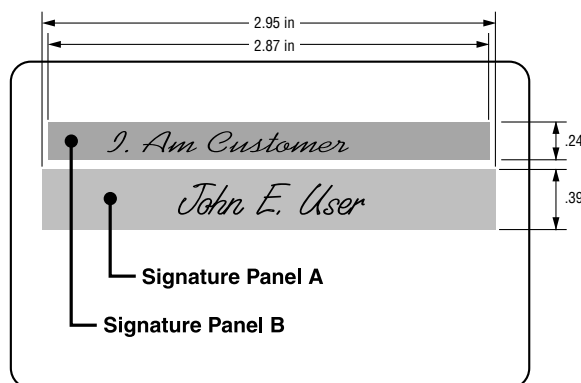 2.95 in
2.87 in
I. Am Customer
.24
John E. User
.39
Signature Panel A
Signature Panel B